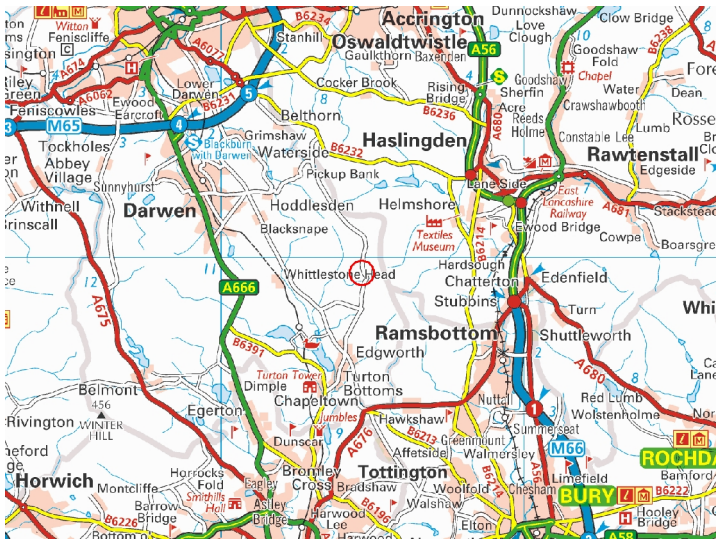 Accrington
Oswaldtwistle
Gaulkthorn
Baxenden
Dunnockshaw
Love
Clough
Clow Bridge
Goodshaw
Fold
Chapel
Goodshaw
Witton
Feniscliffe
Stanhill
B6234
A56
B6238
A674
A6077
A6062
Cocker Brook
Rising
Bridge
Sherfin
Acre
Reeds
Holme
Crawshawbooth
Water
Dean
Lumb
Lower
Darwen
B6231
Ewood
Earcroft
Feniscowles
M65
Belthorn
B6236
A680
Constable Lee
Haslingden
Rawtenstall
Edgeside
Tockholes
Abbey
Village
Blackburn
with Darwen
Grimshaw
Waterside
B6232
Pickup Bank
Sunnyhurst
Withnell
Darwen
Hoddlesden
Blacksnape
Helmshore
Textiles
Museum
Lane Side
East
Lancashire
Railway
A681
Ewood Bridge
Cowpe
B6214
Whittlestone Head
Hardsough
Chatterton
Stubbins
Edenfield
Turn
A675
A666
Ramsbottom
Shuttleworth
A680
B6391
Edgworth
Turton Tower
Dimple
Turton
Bottoms
Chapeltown
Jumbles
Belmont
456
WINTER
HILL
Rivington
Egerton
Dunscar
A676
Hawkshaw
Nuttall
Summerseat
Red Lumb
Wolstenholme
B6213
Affetside
Greenmount
Walmersley
M66
Horwich
Horrocks
Fold
Montcliffe
Smithills
Hall
Barrow
Bridge
B6226
Eagley
Astley
Bridge
Bromley
Cross
Bradshaw
Harwood
Lee
Tottington
B6196
Walshaw
Woolfold
B6214
Elton
Chesham
A56
Limefield
BURY
B6222
Bamford
Hooley
Bridge
A58